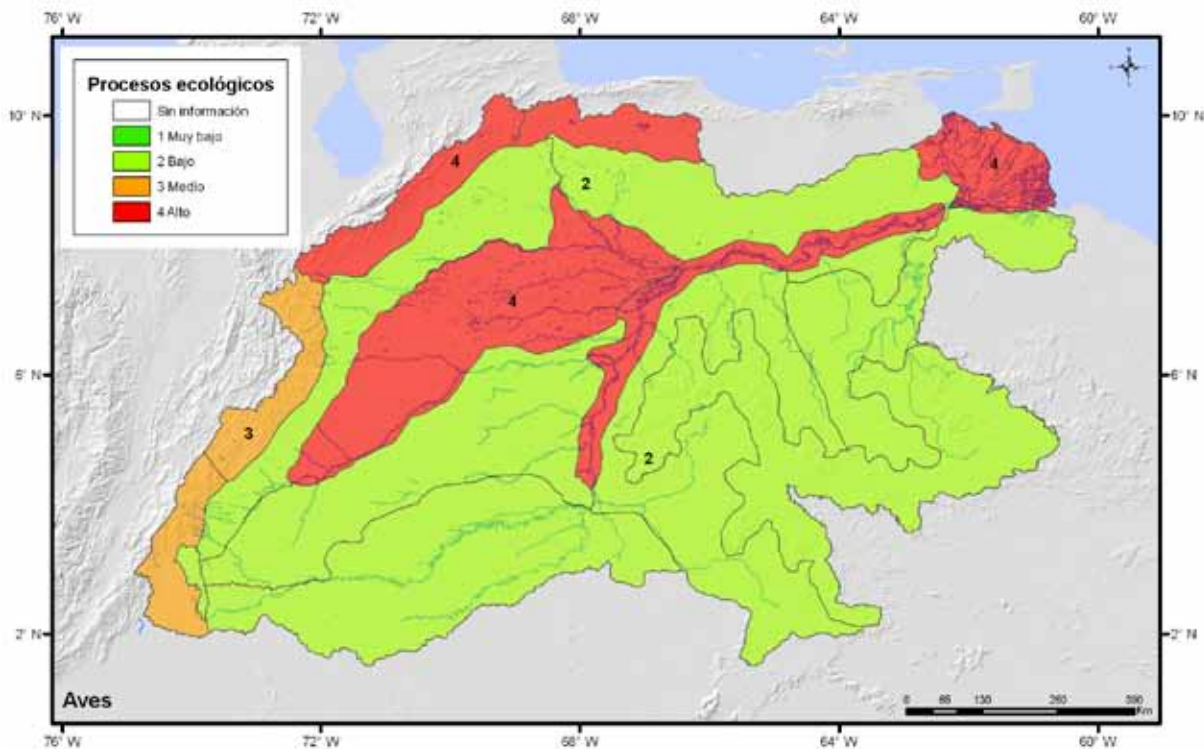 76° W 72° W 68° W 64° W 60° W
Procesos ecológicos
Sin información
1 Muy bajo
2 Bajo
3 Medio
4 Alto
10° N 10° N
4
4
2
4
6° N 6° N
3
2
2° N 2° N
Aves
0 65 130 260
Km
76° W 72° W 68° W 64° W 60° W